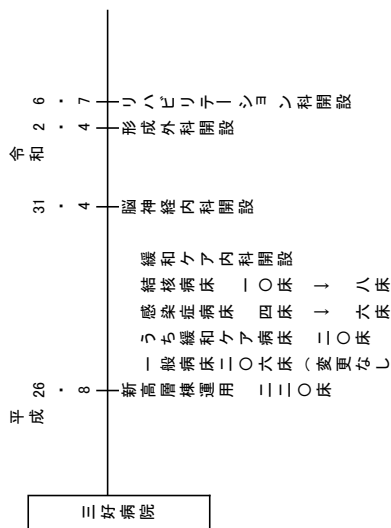 三好病院
平成
26・8
新高層棟運用　二二〇床
一般病床二〇六床（変更なし
うち緩和ケア病床　二〇床
感染症病床　四床　→　六床
結核病床　一〇床　→　八床
緩和ケア内科開設
31・4
脳神経内科開設
令和
2・4
形成外科開設
6・7
リハビリテーション科開設